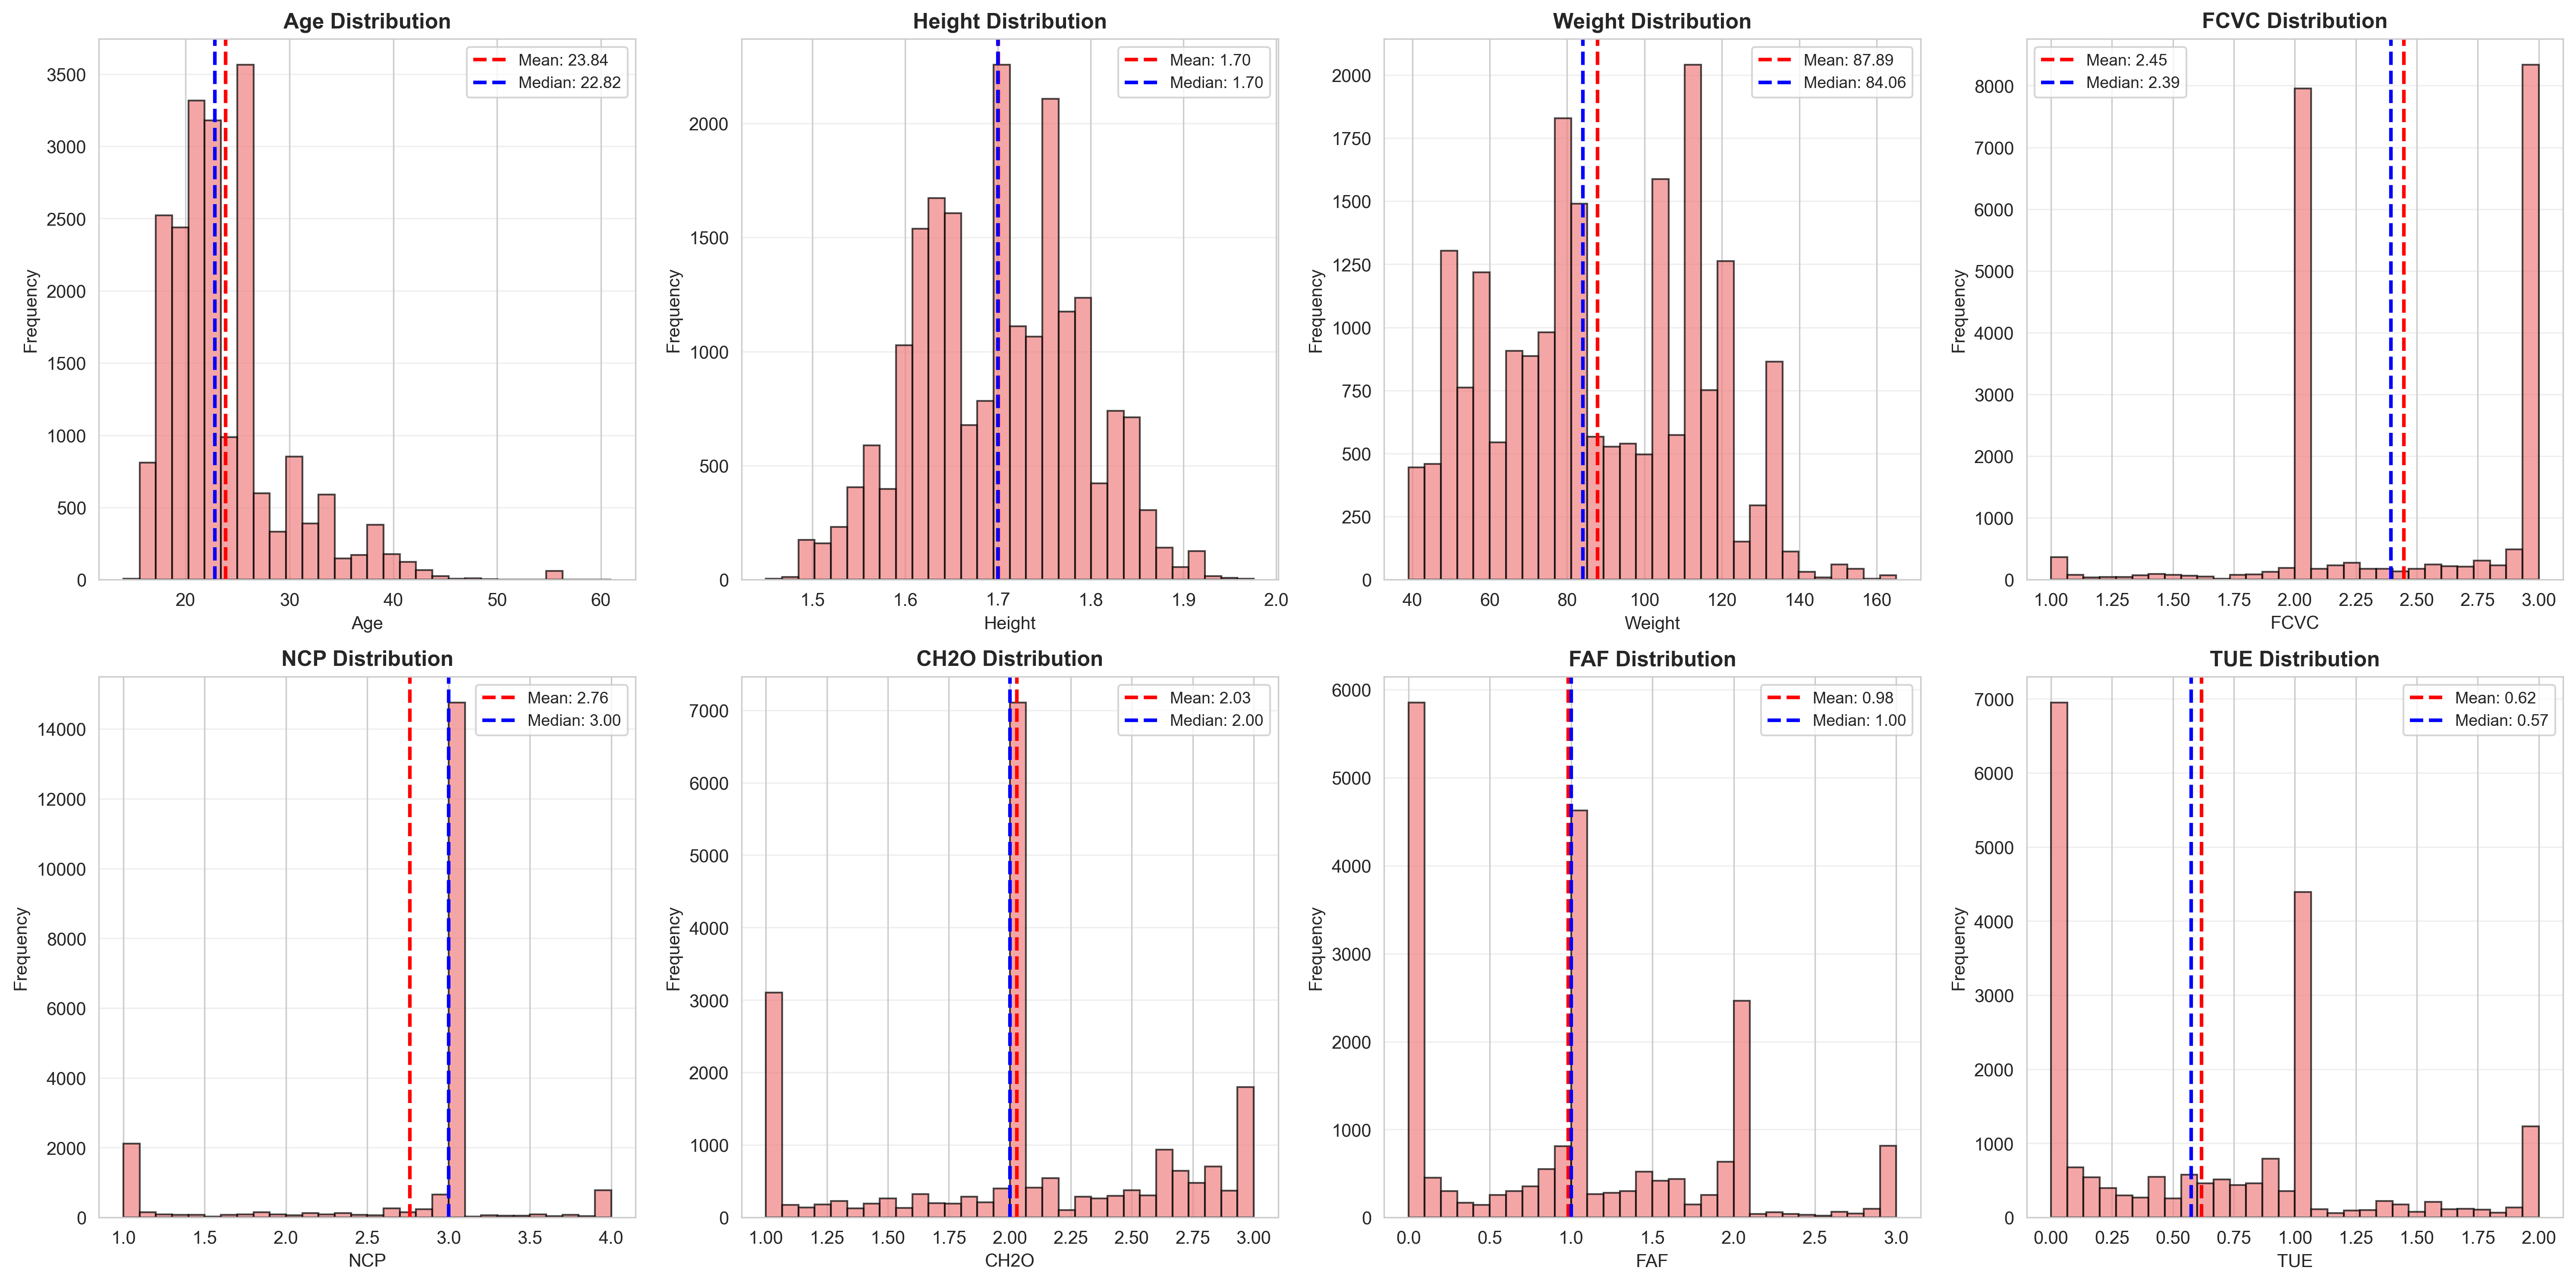 Age Distribution
Mean: 23.84
Median: 22.82
3500
3000
2500
2000
1500
1000
500
0
Frequency
20 30 40 50 60
Age
Height Distribution
Mean: 1.70
Median: 1.70
2000
1500
1000
500
0
Frequency
1.5 1.6 1.7 1.8 1.9 2.0
Height
Weight Distribution
Mean: 87.89
Median: 84.06
2000
1750
1500
1250
1000
750
500
250
0
Frequency
40 60 80 100 120 140 160
Weight
FCVC Distribution
Mean: 2.45
Median: 2.39
8000
7000
6000
5000
4000
3000
2000
1000
0
Frequency
1.00 1.25 1.50 1.75 2.00 2.25 2.50 2.75 3.00
FCVC
NCP Distribution
Mean: 2.76
Median: 3.00
14000
12000
10000
8000
6000
4000
2000
0
Frequency
1.0 1.5 2.0 2.5 3.0 3.5 4.0
NCP
CH2O Distribution
Mean: 2.03
Median: 2.00
7000
6000
5000
4000
3000
2000
1000
0
Frequency
1.00 1.25 1.50 1.75 2.00 2.25 2.50 2.75 3.00
CH2O
FAF Distribution
Mean: 0.98
Median: 1.00
6000
5000
4000
3000
2000
1000
0
Frequency
0.0 0.5 1.0 1.5 2.0 2.5 3.0
FAF
TUE Distribution
Mean: 0.62
Median: 0.57
7000
6000
5000
4000
3000
2000
1000
0
Frequency
0.00 0.25 0.50 0.75 1.00 1.25 1.50 1.75 2.00
TUE